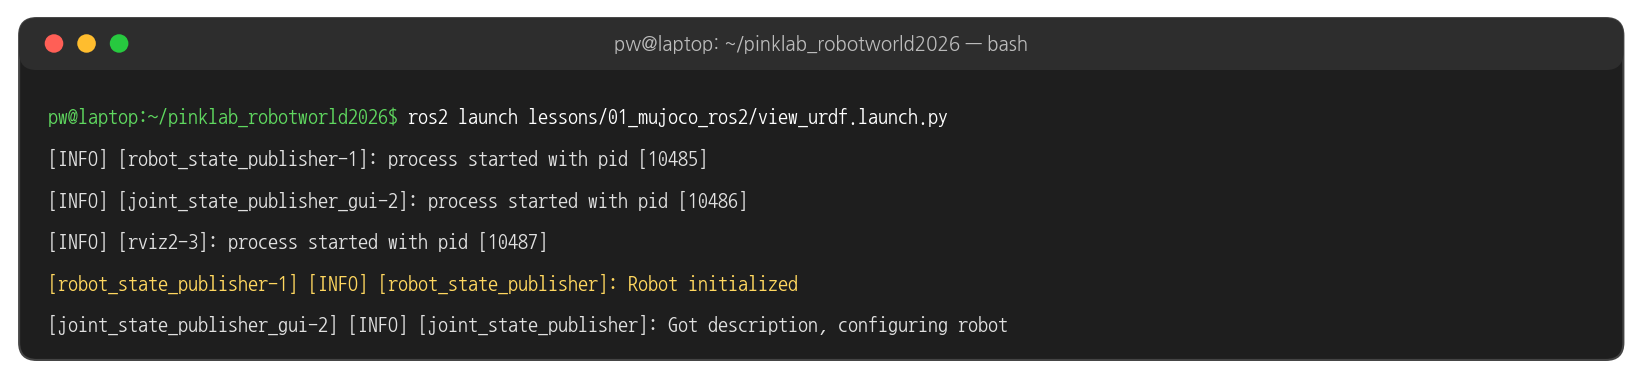 pw@laptop: ~/pinklab_robotworld2026 — bash
pw@laptop:~/pinklab_robotworld2026$ ros2 launch lessons/01_mujoco_ros2/view_urdf.launch.py
[INFO] [robot_state_publisher-1]: process started with pid [10485]
[INFO] [joint_state_publisher_gui-2]: process started with pid [10486]
[INFO] [rviz2-3]: process started with pid [10487]
[robot_state_publisher-1] [INFO] [robot_state_publisher]: Robot initialized
[joint_state_publisher_gui-2] [INFO] [joint_state_publisher]: Got description, configuring robot